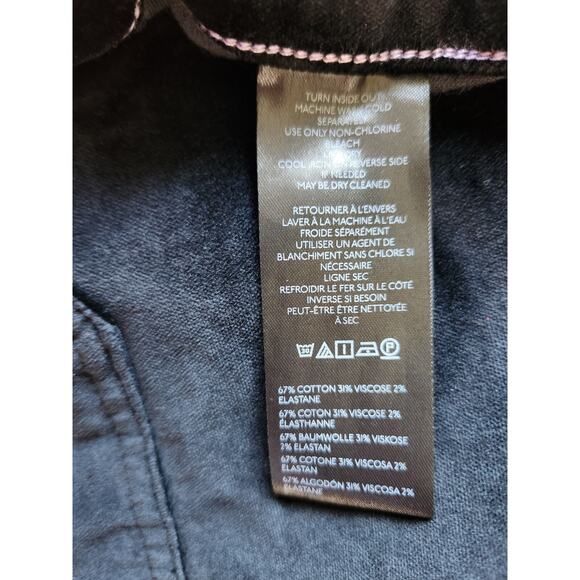 TURN INSIDE OUT
MACHINE WASH COLD
SEPARATELY
USE ONLY NON-CHLORINE
BLEACH
COOL IRON REVERSE SIDE
IF NEEDED
MAY BE DRY CLEANED
RETOURNER À L'ENVERS
LAVER À LA MACHINE À L'EAU
FROIDE SÉPARÉMENT
UTILISER UN AGENT DE
BLANCHIMENT SANS CHLORE SI
NÉCESSAIRE
LIGNE SEC
REFROIDIR LE FER SUR LE CÔTÉ
INVERSE SI BESOIN
PEUT-ÊTRE ÊTRE NETTOYÉE
À SEC
30 P
67% COTTON 31% VISCOSE 2%
ELASTANE
67% COTON 31% VISCOSE 2%
ÉLASTHANNE
67% BAUMWOLLE 31% VISKOSE
2% ELASTAN
67% COTONE 31% VISCOSA 2%
ELASTAN
67% ALGODÓN 31% VISCOSA 2%
ELASTANE